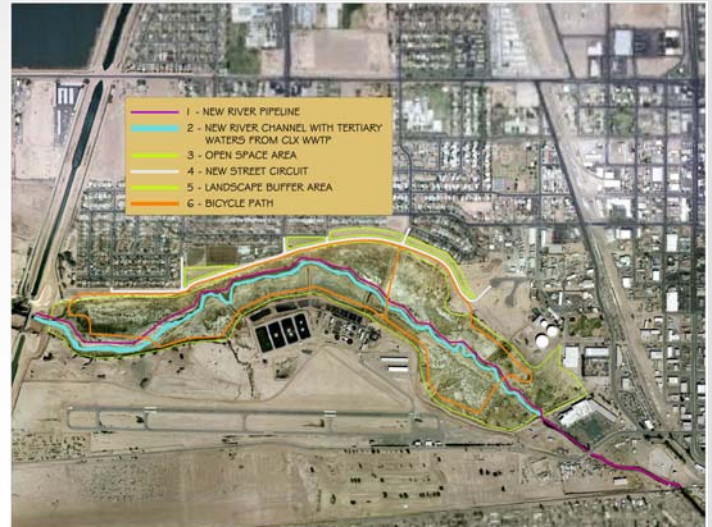 1 - NEW RIVER PIPELINE
2 - NEW RIVER CHANNEL WITH TERTIARY
WATERS FROM CLX WWTP
3 - OPEN SPACE AREA
4 - NEW STREET CIRCUIT
5 - LANDSCAPE BUFFER AREA
6 - BICYCLE PATH